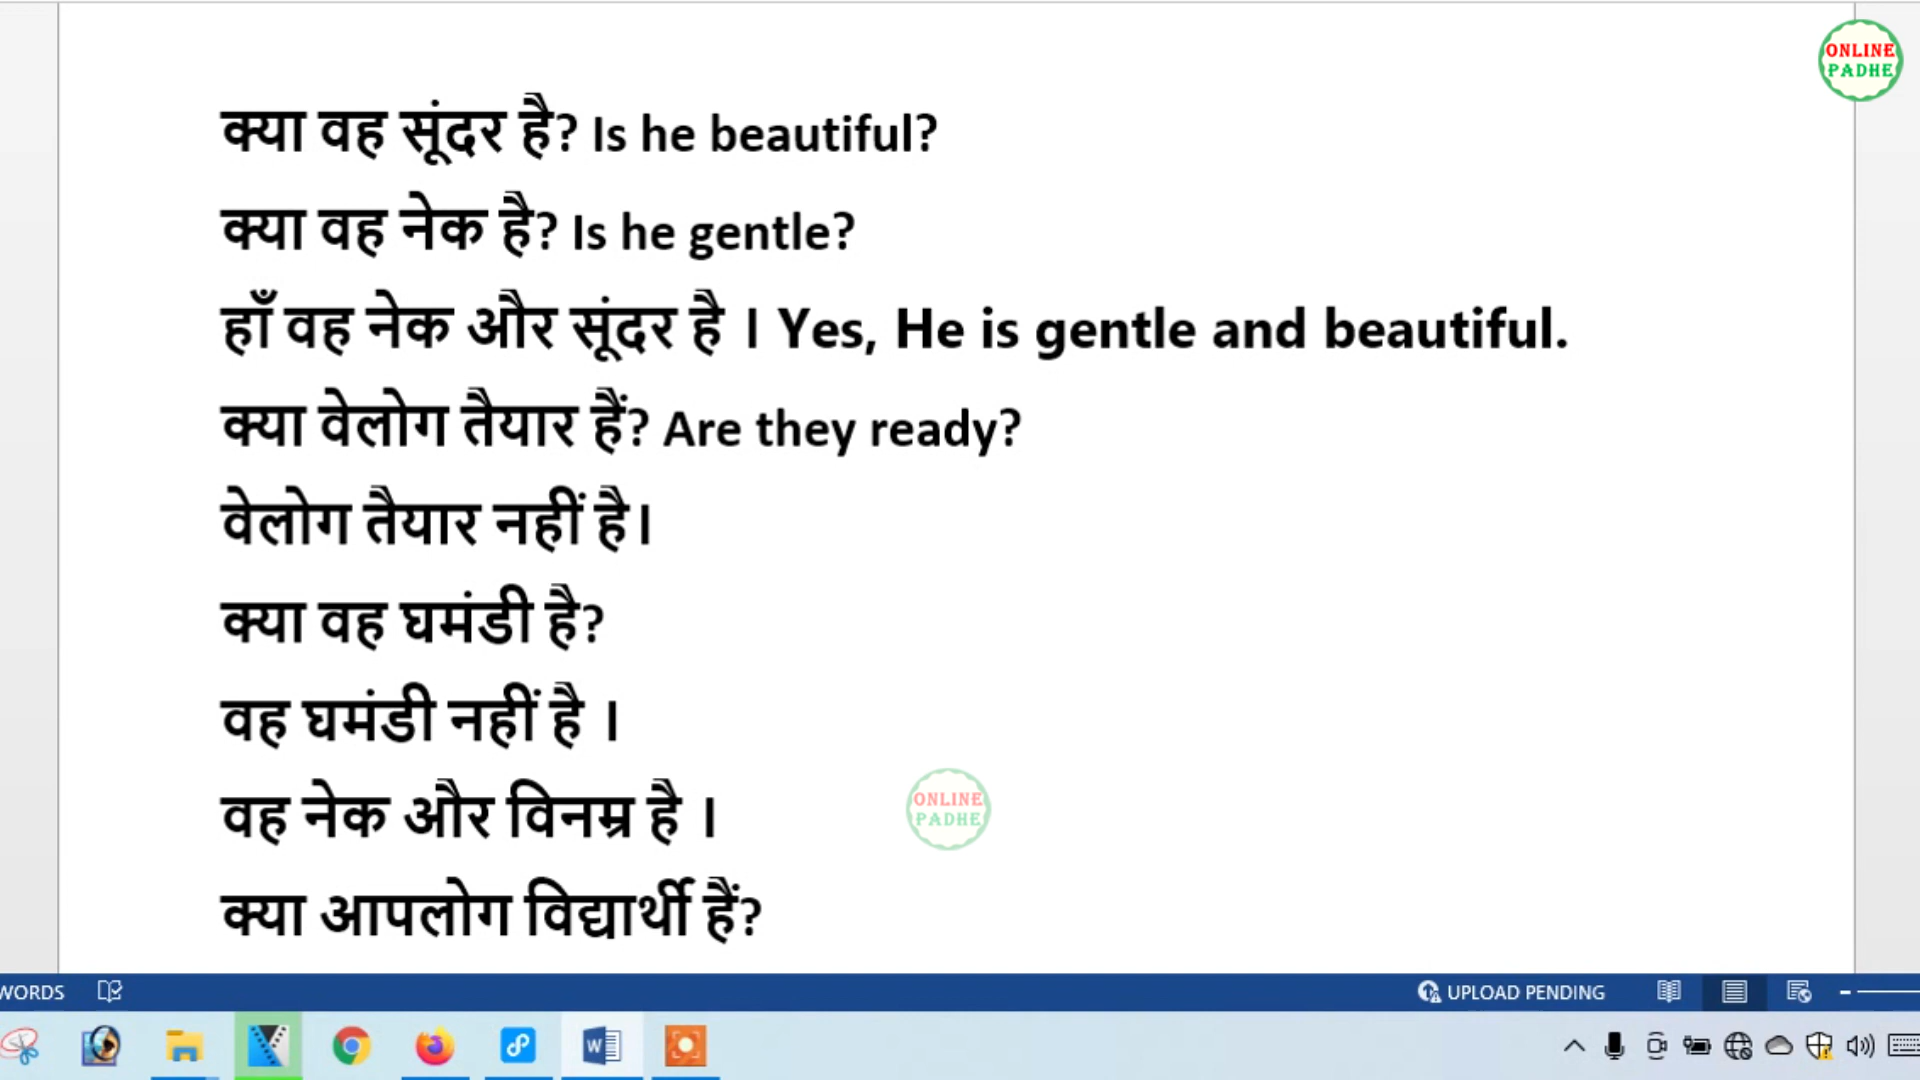 ONLINE
PADHE
क्या वह सूंदर है? Is he beautiful?
क्या वह नेक है? Is he gentle?
हाँ वह नेक और सूंदर है । Yes, He is gentle and beautiful.
क्या वेलोग तैयार हैं? Are they ready?
वेलोग तैयार नहीं है।
क्या वह घमंडी है?
वह घमंडी नहीं है ।
वह नेक और विनम्र है ।
ONLINE
PADHE
क्या आपलोग विद्यार्थी हैं?
WORDS UPLOAD PENDING